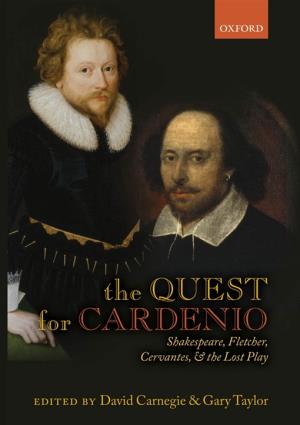 OXFORD
the QUEST
for CARDENIO
Shakespeare, Fletcher,
Cervantes, & the Lost Play
EDITED BY David Carnegie & Gary Taylor